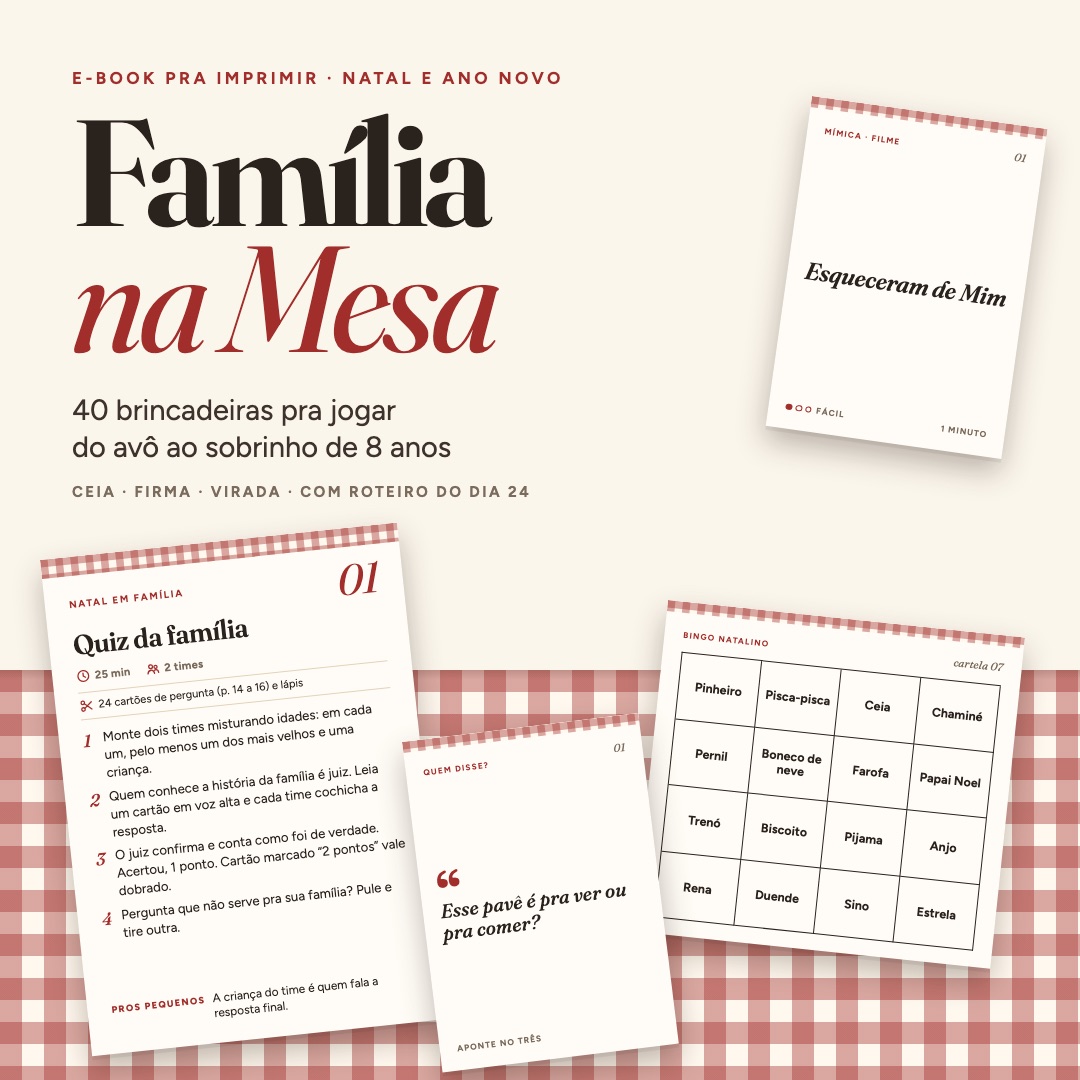 E-BOOK PRA IMPRIMIR · NATAL E ANO NOVO
Família
na Mesa
40 brincadeiras pra jogar
do avô ao sobrinho de 8 anos
CEIA · FIRMA · VIRADA · COM ROTEIRO DO DIA 24
MÍMICA · FILME
01
Esqueceram de Mim
FÁCIL
1 MINUTO
NATAL EM FAMÍLIA
01
Quiz da família
25 min
2 times
24 cartões de pergunta (p. 14 a 16) e lápis
1 Monte dois times misturando idades: em cada
um, pelo menos um dos mais velhos e uma
criança.
2 Quem conhece a história da família é juiz. Leia
um cartão em voz alta e cada time cochicha a
resposta.
3 O juiz confirma e conta como foi de verdade.
Acertou, 1 ponto. Cartão marcado “2 pontos” vale
dobrado.
4 Pergunta que não serve pra sua família? Pule e
tire outra.
PROS PEQUENOS A criança do time é quem fala a
resposta final.
QUEM DISSE?
01
“
Esse pavê é pra ver ou
pra comer?
APONTE NO TRÊS
BINGO NATALINO
cartela 07
Pinheiro Pisca-pisca Ceia Chaminé
Pernil Boneco de neve Farofa Papai Noel
Trenó Biscoito Pijama Anjo
Rena Duende Sino Estrela